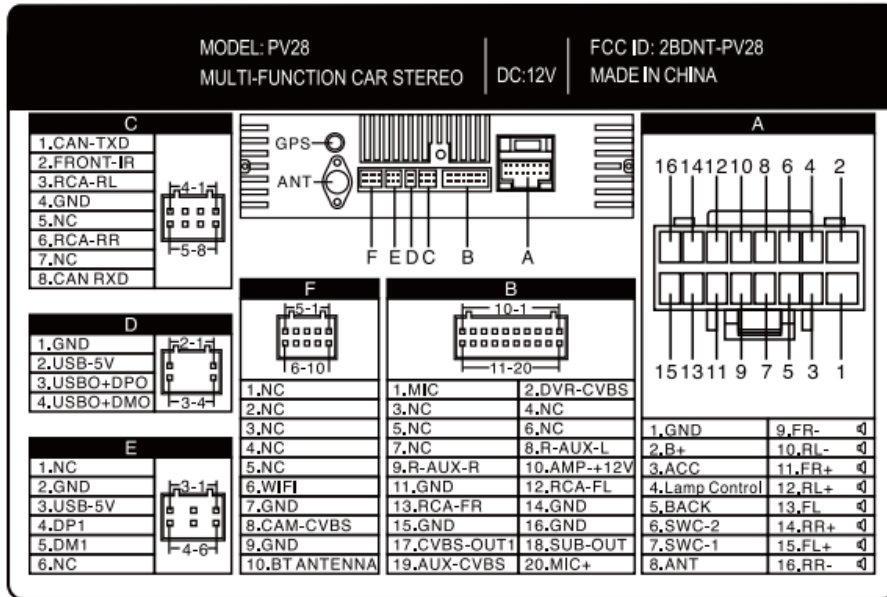 MODEL: PV28
MULTI-FUNCTION CAR STEREO
DC:12V
FCC ID: 2BDNT-PV28
MADE IN CHINA
C
1.CAN-TXD
2.FRONT-IR
3.RCA-RL
4.GND
5.NC
6.RCA-RR
7.NC
8.CAN RXD
4-1
5-8
GPS
ANT
F E D C B A
A
16 14 12 10 8 6 4 2
15 13 11 9 7 5 3 1
1.GND 9.FR-
2.B+ 10.RL-
3.ACC 11.FR+
4.Lamp Control 12.RL+
5.BACK 13.FL
6.SWC-2 14.RR+
7.SWC-1 15.FL+
8.ANT 16.RR-
D
1.GND
2.USB-5V
3.USBO+DPO
4.USBO+DMO
2-1
3-4
E
1.NC
2.GND
3.USB-5V
4.DP1
5.DM1
6.NC
3-1
4-6
F
5-1
6-10
1.NC
2.NC
3.NC
4.NC
5.NC
6.WIFI
7.GND
8.CAM-CVBS
9.GND
10.BT ANTENNA
B
10-1
11-20
1.MIC 2.DVR-CVBS
3.NC 4.NC
5.NC 6.NC
7.NC 8.R-AUX-L
9.R-AUX-R 10.AMP-+12V
11.GND 12.RCA-FL
13.RCA-FR 14.GND
15.GND 16.GND
17.CVBS-OUT1 18.SUB-OUT
19.AUX-CVBS 20.MIC+